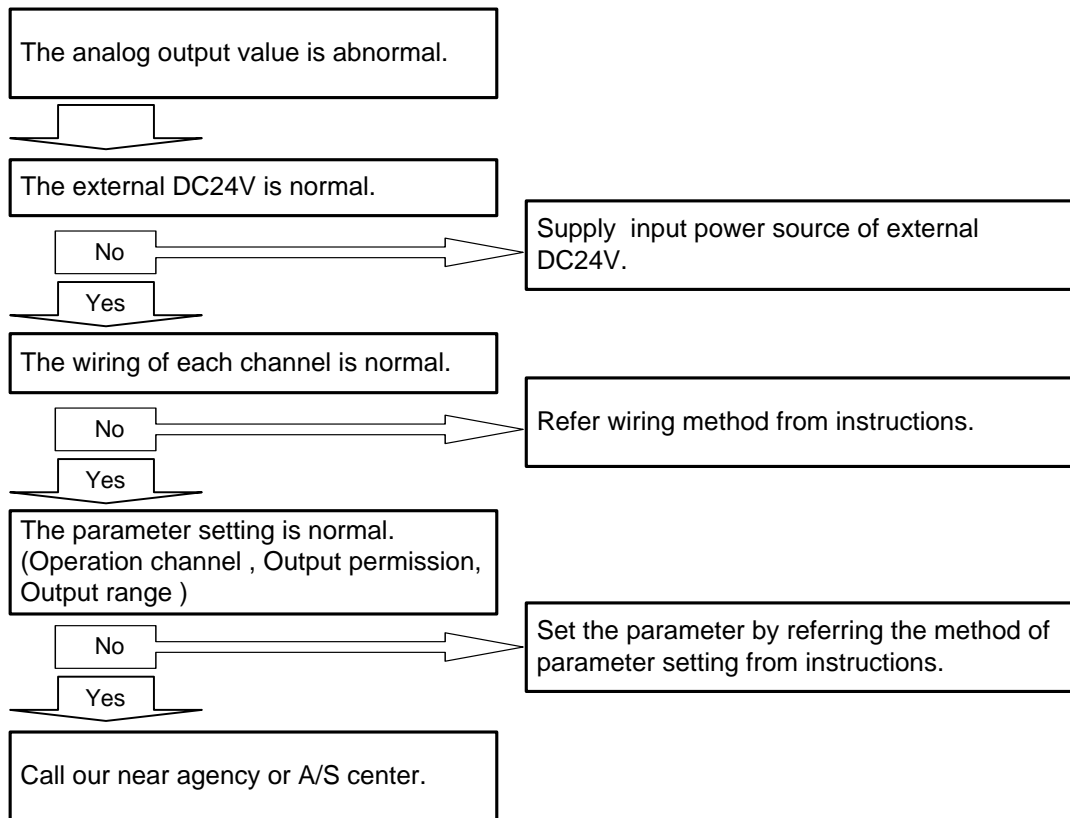 The analog output value is abnormal.
The external DC24V is normal.
No
Supply input power source of external
DC24V.
Yes
The wiring of each channel is normal.
No
Refer wiring method from instructions.
Yes
The parameter setting is normal.
(Operation channel , Output permission,
Output range )
No
Set the parameter by referring the method of
parameter setting from instructions.
Yes
Call our near agency or A/S center.